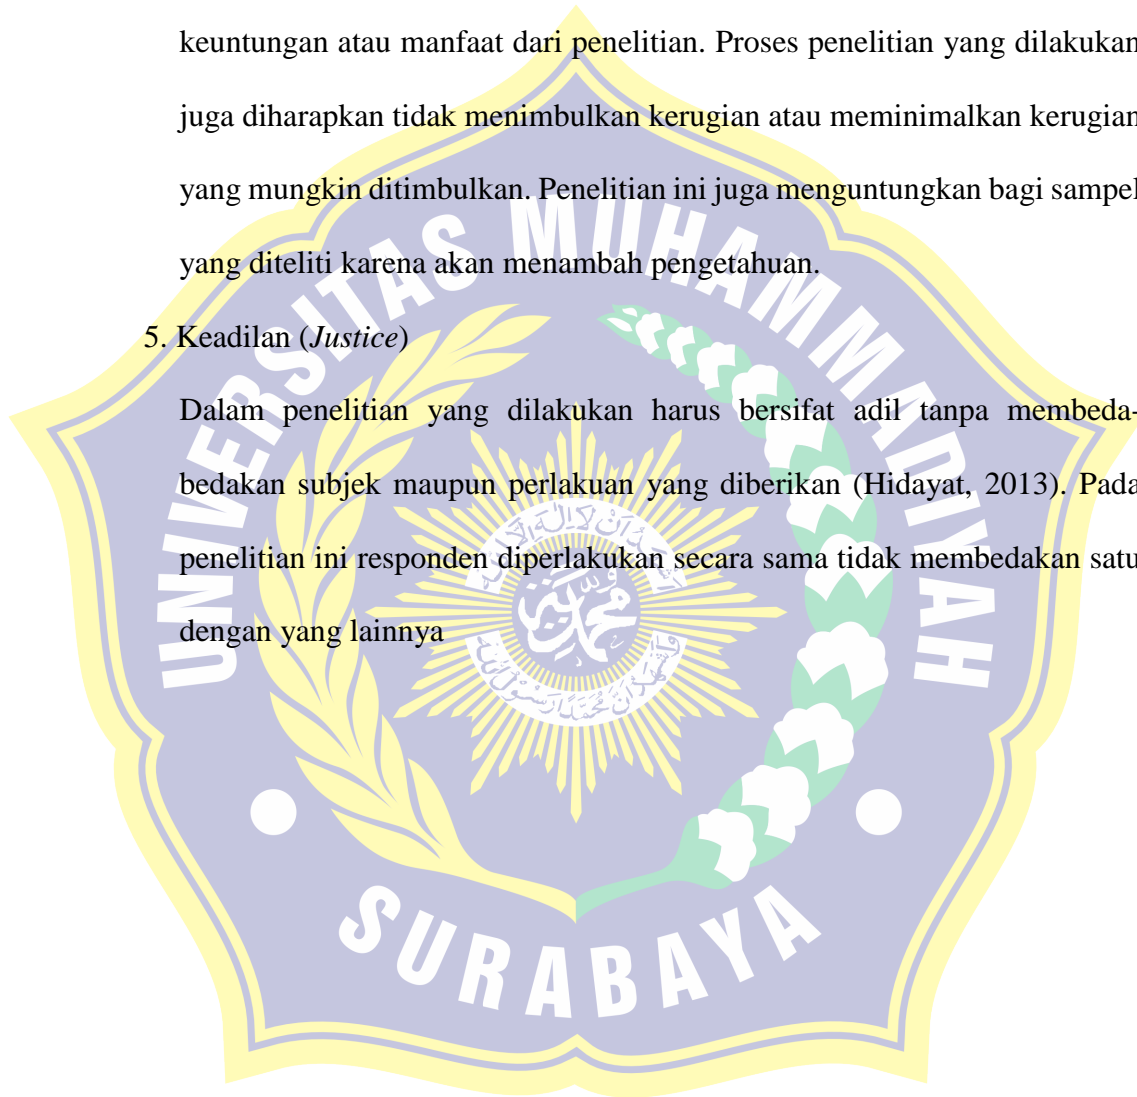 keuntungan atau manfaat dari penelitian. Proses penelitian yang dilakukan
juga diharapkan tidak menimbulkan kerugian atau meminimalkan kerugian
yang mungkin ditimbulkan. Penelitian ini juga menguntungkan bagi sampel
yang diteliti karena akan menambah pengetahuan.
5. Keadilan (Justice)
Dalam penelitian yang dilakukan harus bersifat adil tanpa membeda-
bedakan subjek maupun perlakuan yang diberikan (Hidayat, 2013). Pada
penelitian ini responden diperlakukan secara sama tidak membedakan satu
dengan yang lainnya
UNIVERSITAS MUHAMMADIYAH
SURABAYA